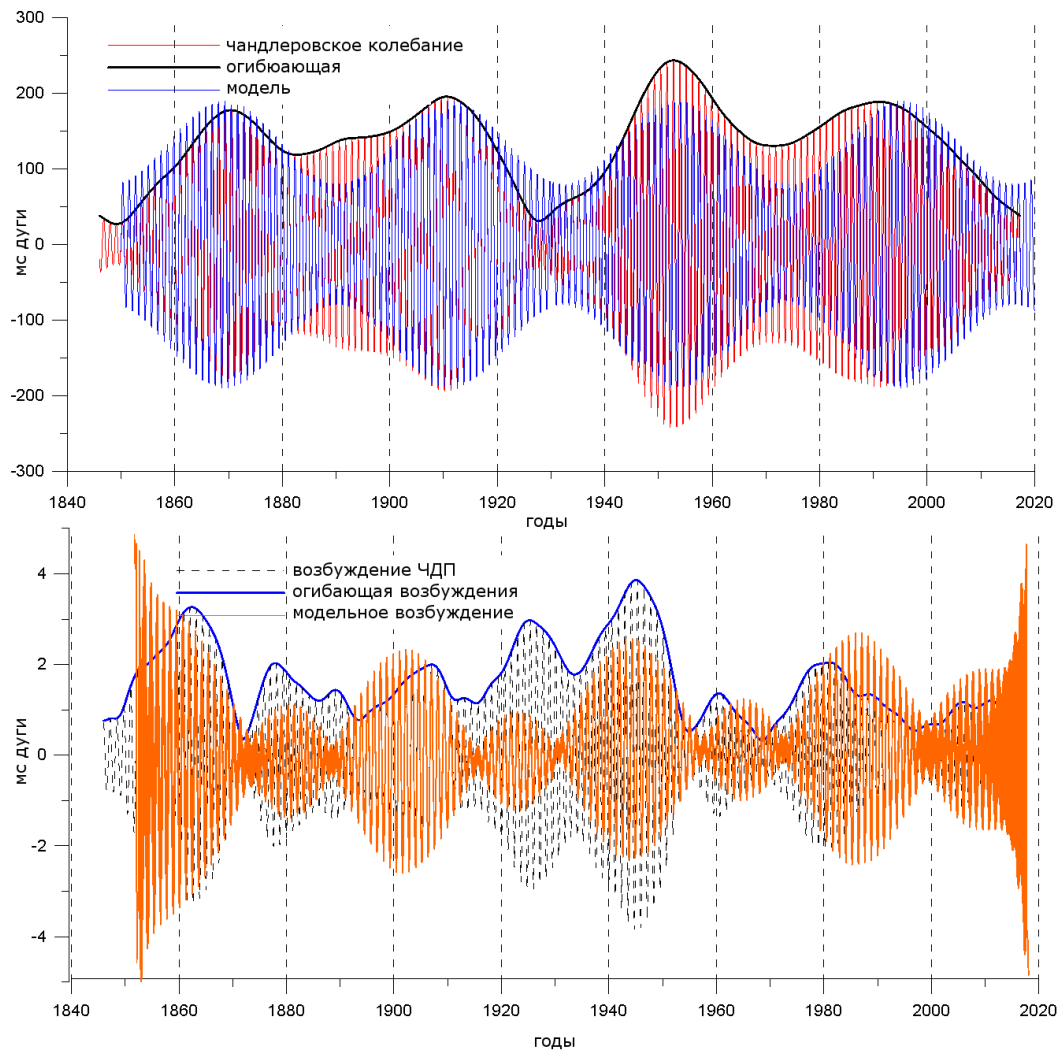 300
200
100
0
-100
-200
-300
мс дуги
чандлеровское колебание
огибюающая
модель
1840 1860 1880 1900 1920 1940 1960 1980 2000 2020
годы
4
2
0
-2
-4
мс дуги
возбуждение ЧДП
огибающая возбуждения
модельное возбуждение
1840 1860 1880 1900 1920 1940 1960 1980 2000 2020
годы